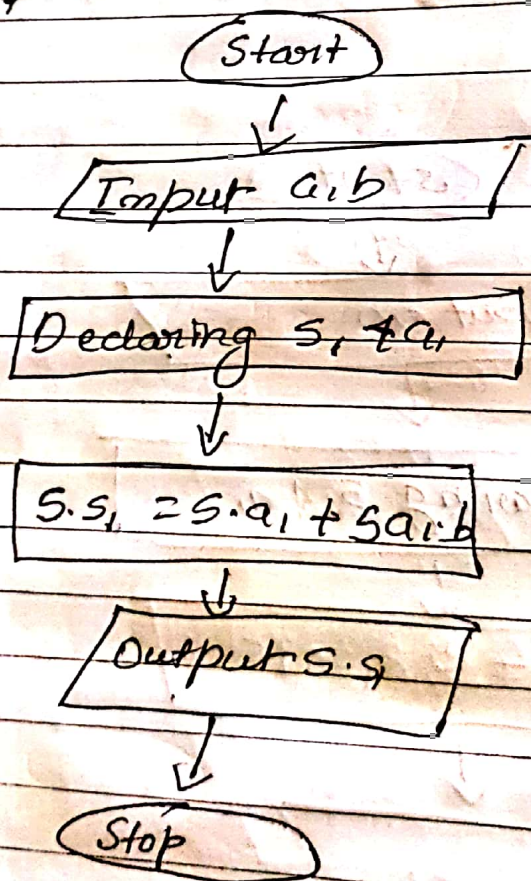 Start
Input a, b
Declaring s, & a,
S.s, = S.a, + Sa,.b
Output S.s,
Stop